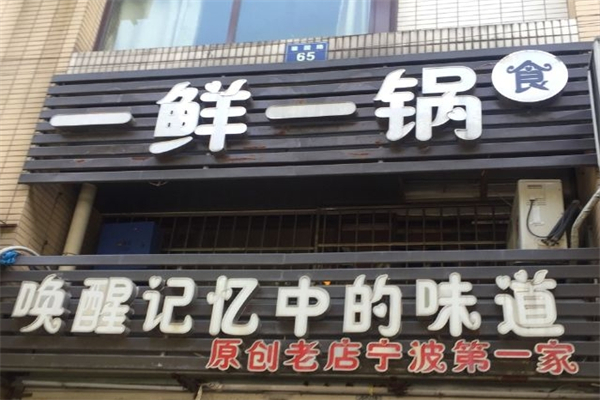 65
一鲜一锅 食
唤醒记忆中的味道
原创老店宁波第一家